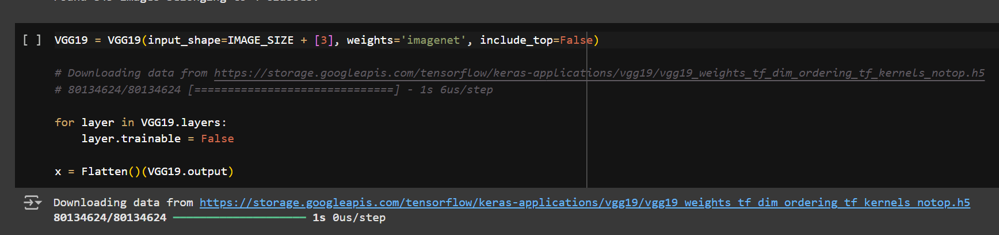 [ ] VGG19 = VGG19(input_shape=IMAGE_SIZE + [3], weights='imagenet', include_top=False)
# Downloading data from https://storage.googleapis.com/tensorflow/keras-applications/vgg19/vgg19_weights_tf_dim_ordering_tf_kernels_notop.h5
# 80134624/80134624 [==============================] - 1s 6us/step
for layer in VGG19.layers:
    layer.trainable = False
x = Flatten()(VGG19.output)
Downloading data from https://storage.googleapis.com/tensorflow/keras-applications/vgg19/vgg19_weights_tf_dim_ordering_tf_kernels_notop.h5
80134624/80134624 ━━━━━━━━━━━━━━━━━━━━ 1s 0us/step